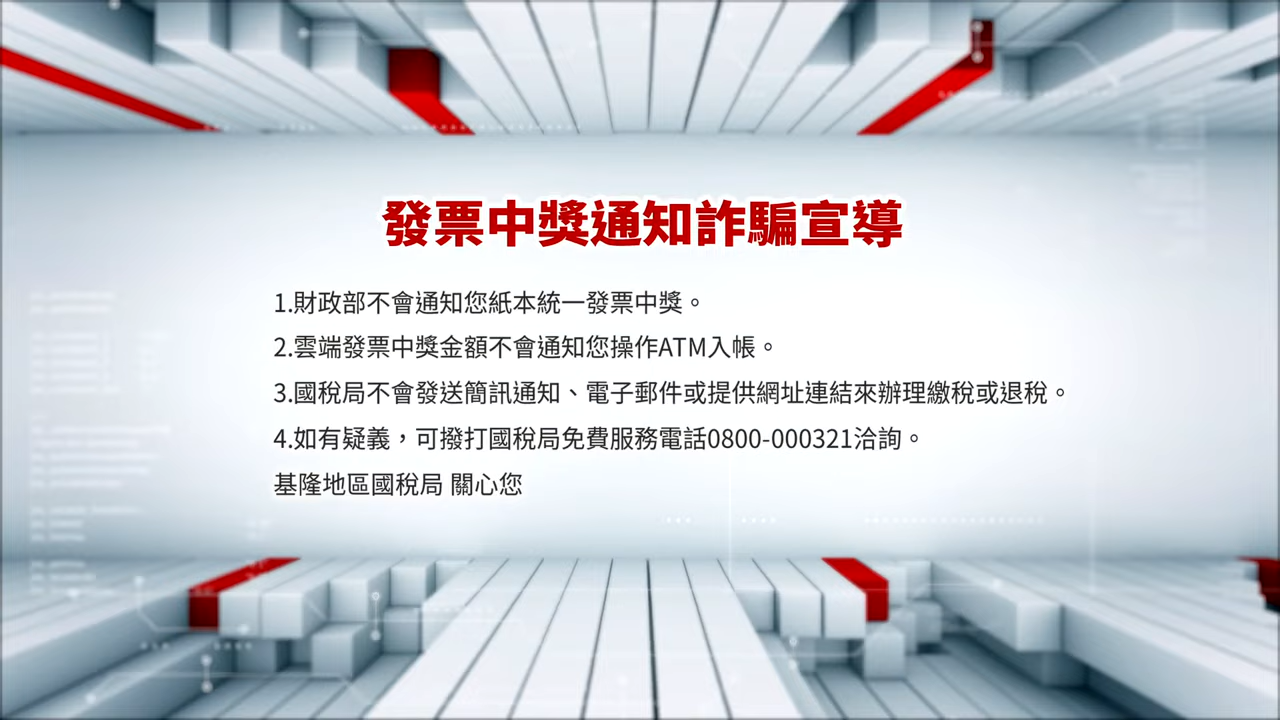 發票中獎通知詐騙宣導
1.財政部不會通知您紙本統一發票中獎。
2.雲端發票中獎金額不會通知您操作ATM入帳。
3.國稅局不會發送簡訊通知、電子郵件或提供網址連結來辦理繳稅或退稅。
4.如有疑義，可撥打國稅局免費服務電話0800-000321洽詢。
基隆地區國稅局 關心您